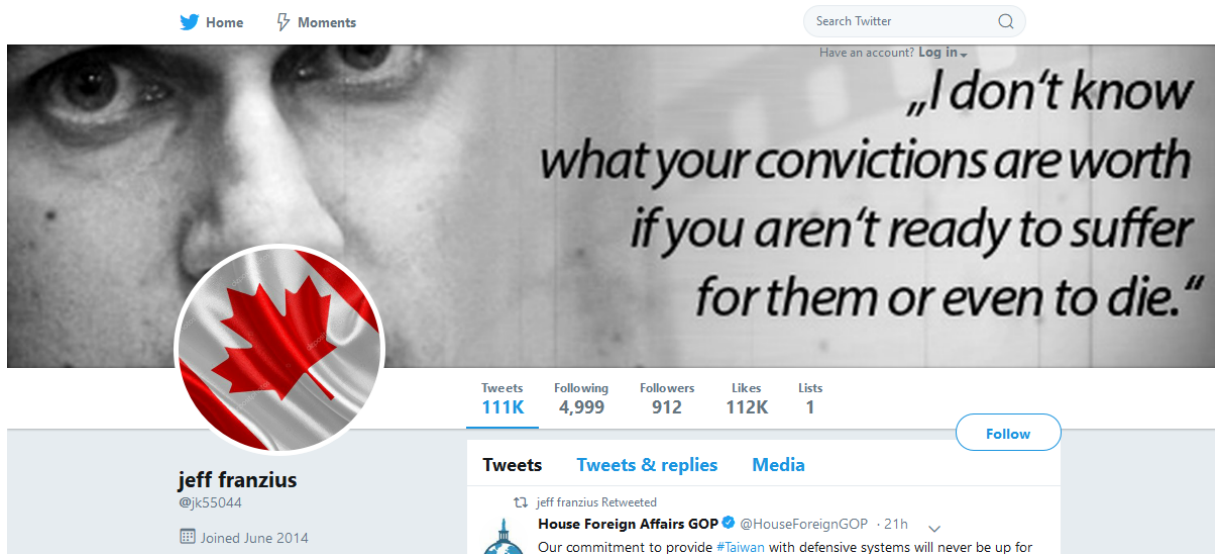 Home Moments Search Twitter
Have an account? Log in
„I don‘t know
what your convictions are worth
if you aren‘t ready to suffer
for them or even to die.“
Tweets Following Followers Likes Lists
111K 4,999 912 112K 1
Follow
jeff franzius
@jk55044
Joined June 2014
Tweets Tweets & replies Media
jeff franzius Retweeted
House Foreign Affairs GOP @HouseForeignGOP · 21h
Our commitment to provide #Taiwan with defensive systems will never be up for